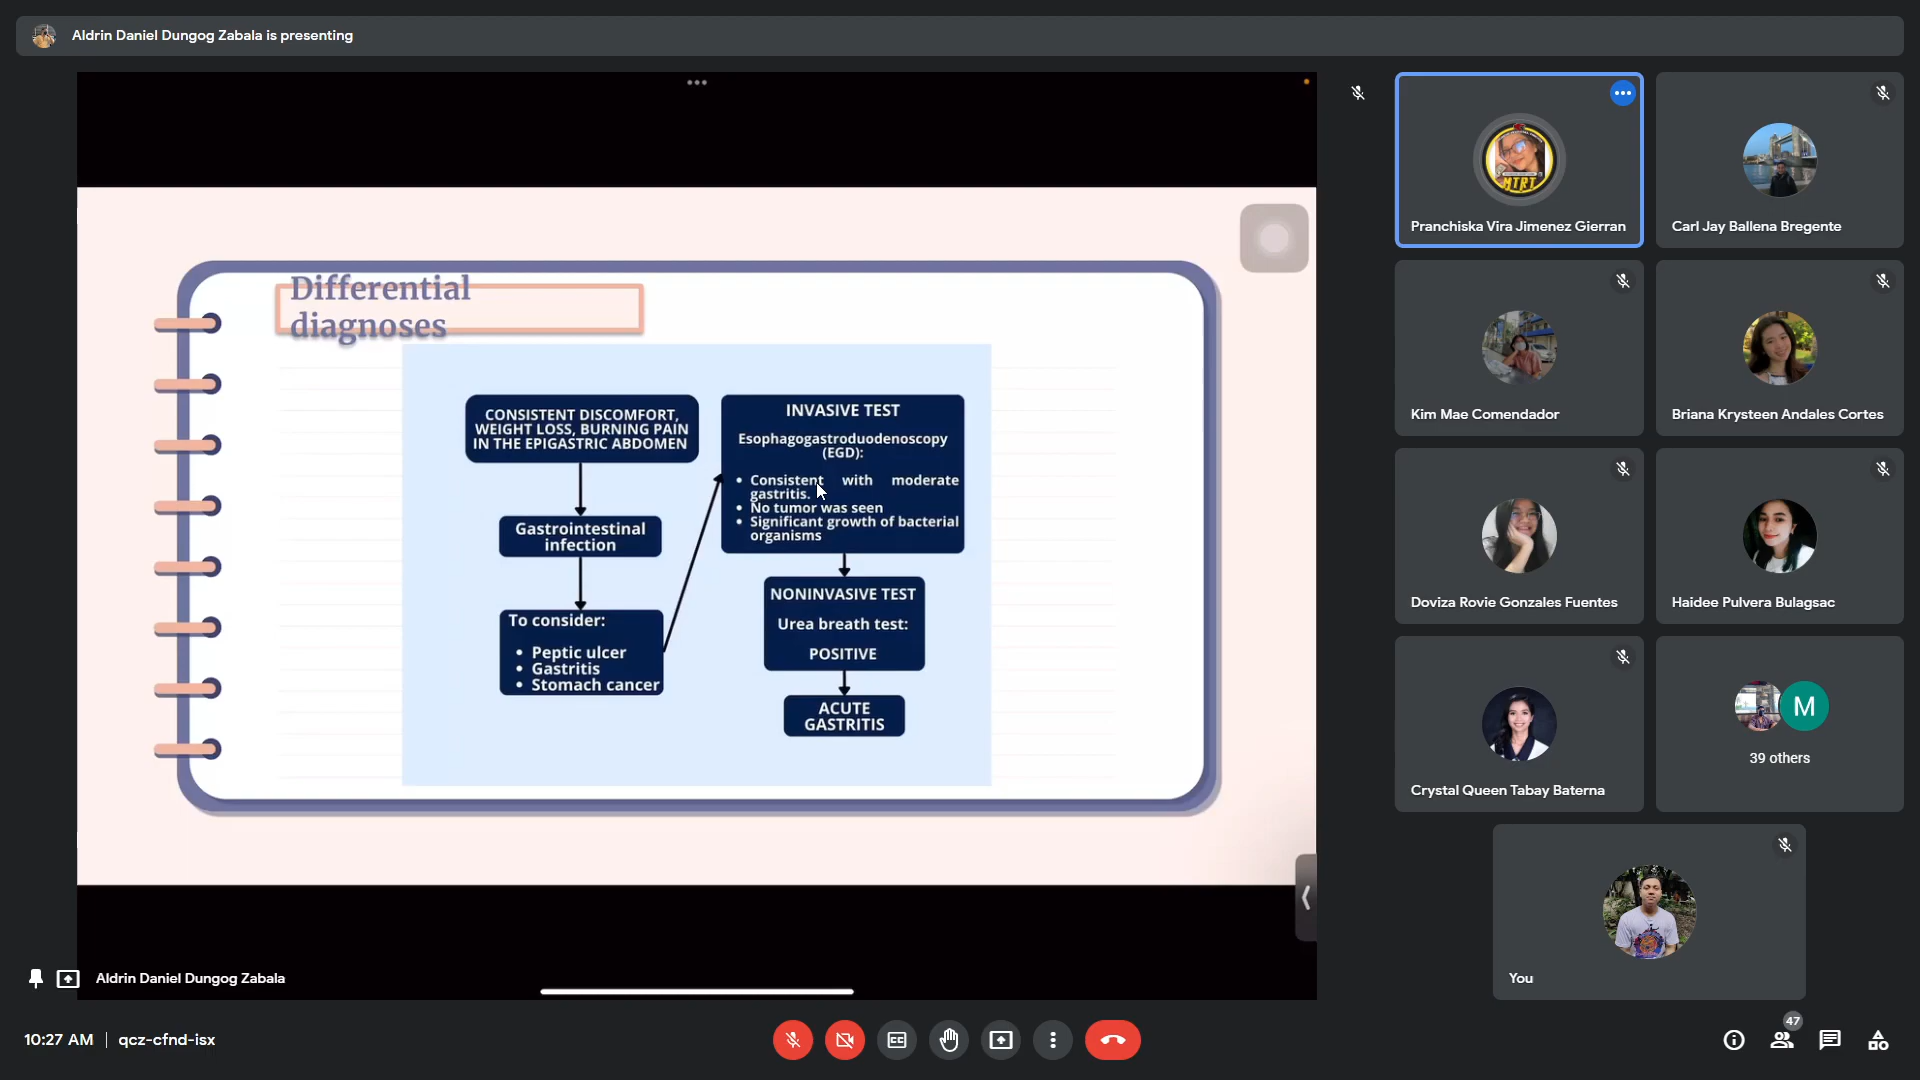 Aldrin Daniel Dungog Zabala is presenting
Differential
diagnoses
CONSISTENT DISCOMFORT,
WEIGHT LOSS, BURNING PAIN
IN THE EPIGASTRIC ABDOMEN
Gastrointestinal
infection
To consider:
• Peptic ulcer
• Gastritis
• Stomach cancer
INVASIVE TEST
Esophagogastroduodenoscopy
(EGD):
• Consistent with moderate
gastritis.
• No tumor was seen
• Significant growth of bacterial
organisms
NONINVASIVE TEST
Urea breath test:
POSITIVE
ACUTE
GASTRITIS
Aldrin Daniel Dungog Zabala
MTRT
Pranchiska Vira Jimenez Gierran
Carl Jay Ballena Bregente
Kim Mae Comendador
Briana Krysteen Andales Cortes
Doviza Rovie Gonzales Fuentes
Haidee Pulvera Bulagsac
Crystal Queen Tabay Baterna
M
39 others
You
10:27 AM | qcz-cfnd-isx
CC
47